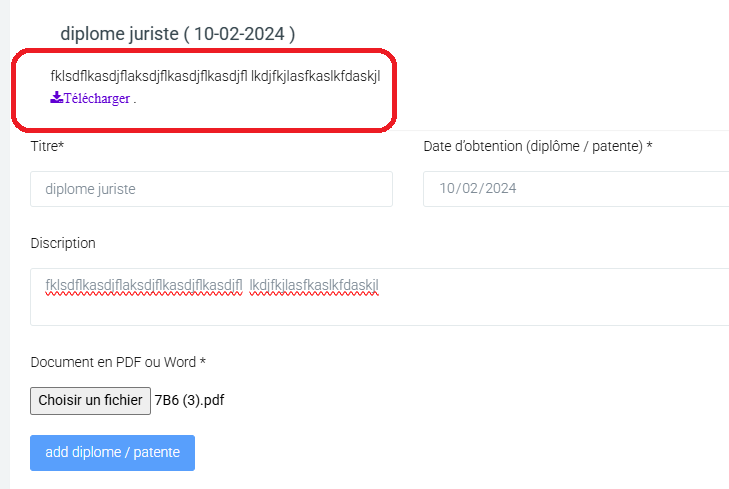 diplome juriste ( 10-02-2024 )
fklsdflkasdjflaksdjflkasdjflkasdjfl lkdjfkjlasfkaslkfdaskjl
Télécharger .
Titre*
Date d'obtention (diplôme / patente) *
diplome juriste
10/02/2024
Discription
fklsdflkasdjflaksdjflkasdjflkasdjfl lkdjfkjlasfkaslkfdaskjl
Document en PDF ou Word *
Choisir un fichier 7B6 (3).pdf
add diplome / patente